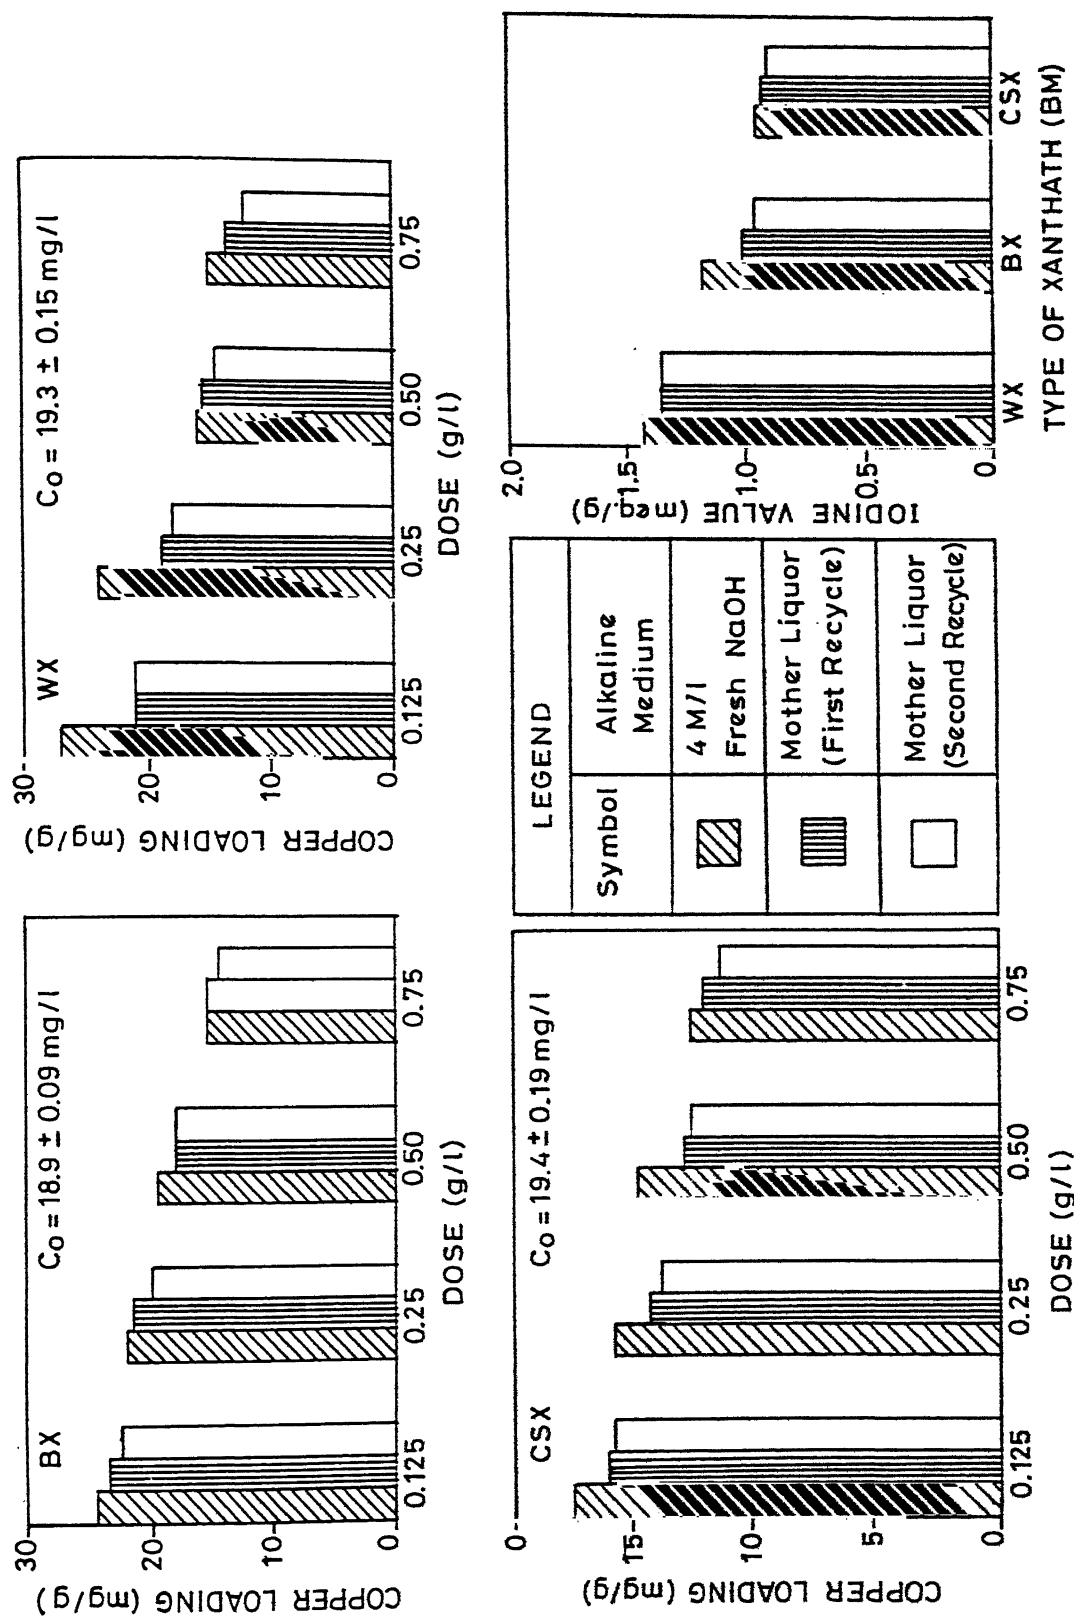 BX
C₀ = 18.9 ± 0.09 mg/l
COPPER LOADING (mg/g)
30
20
10
0
0.125
0.25
0.50
0.75
DOSE (g/l)
WX
C₀ = 19.3 ± 0.15 mg/l
COPPER LOADING (mg/g)
30
20
10
0
0.125
0.25
0.50
0.75
DOSE (g/l)
CSX
C₀ = 19.4 ± 0.19 mg/l
COPPER LOADING (mg/g)
0
15
10
5
0
0.125
0.25
0.50
0.75
DOSE (g/l)
LEGEND
Symbol
Alkaline
Medium
4 M/l
Fresh NaOH
Mother Liquor
(First Recycle)
Mother Liquor
(Second Recycle)
IODINE VALUE (meq./g)
2.0
1.5
1.0
0.5
0.
WX
BX
CSX
TYPE OF XANTHATH (BM)